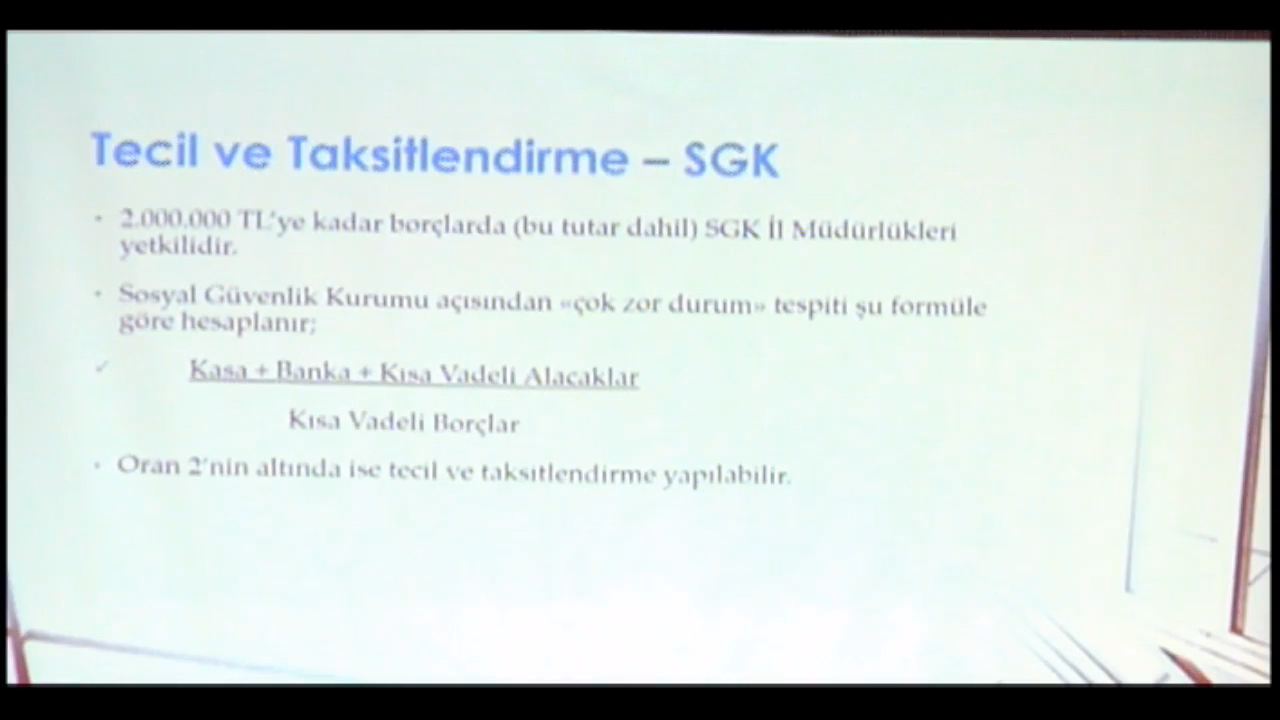 Tecil ve Taksitlendirme – SGK
• 2.000.000 TL'ye kadar borçlarda (bu tutar dahil) SGK İl Müdürlükleri
yetkilidir.
• Sosyal Güvenlik Kurumu açısından «çok zor durum» tespiti şu formüle
göre hesaplanır;
✓ Kasa + Banka + Kısa Vadeli Alacaklar
Kısa Vadeli Borçlar
• Oran 2'nin altında ise tecil ve taksitlendirme yapılabilir.